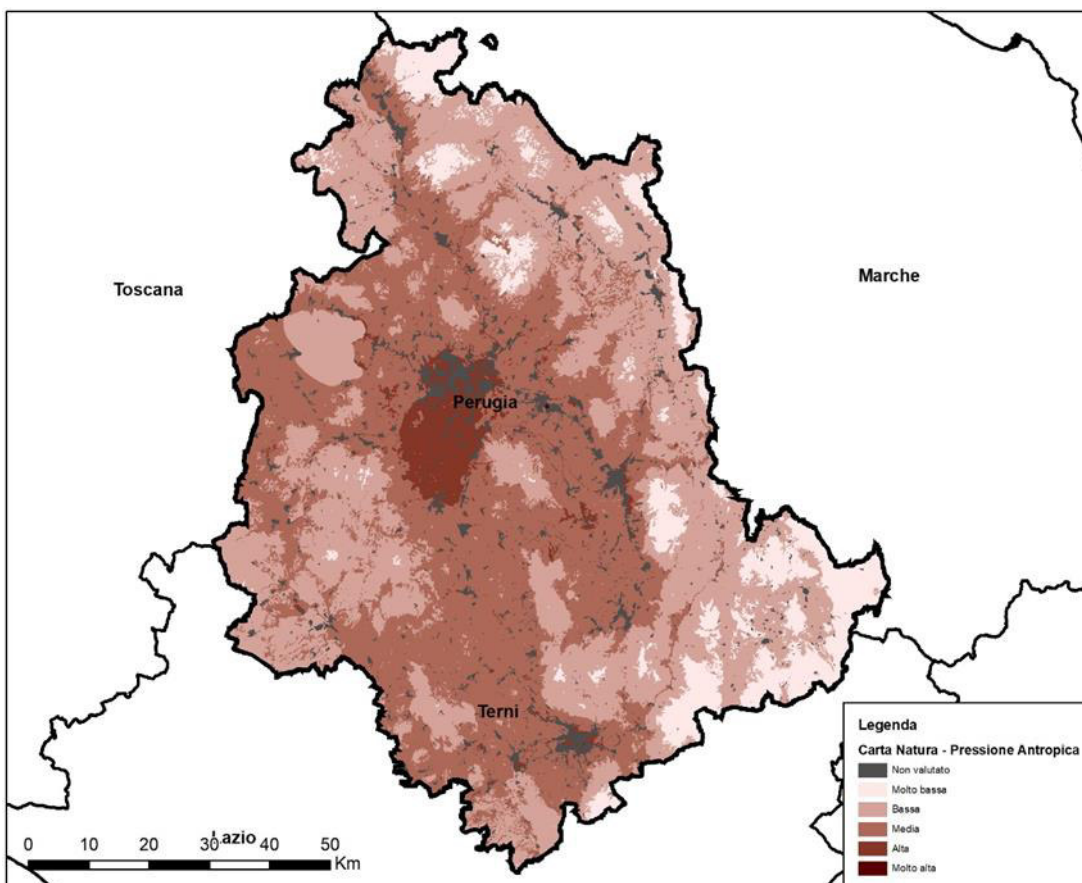 Toscana
Marche
Perugia
Terni
Lazio
0 10 20 30 40 50
Km
Legenda
Carta Natura - Pressione Antropica
Non valutato
Molto bassa
Bassa
Media
Alta
Molto alta